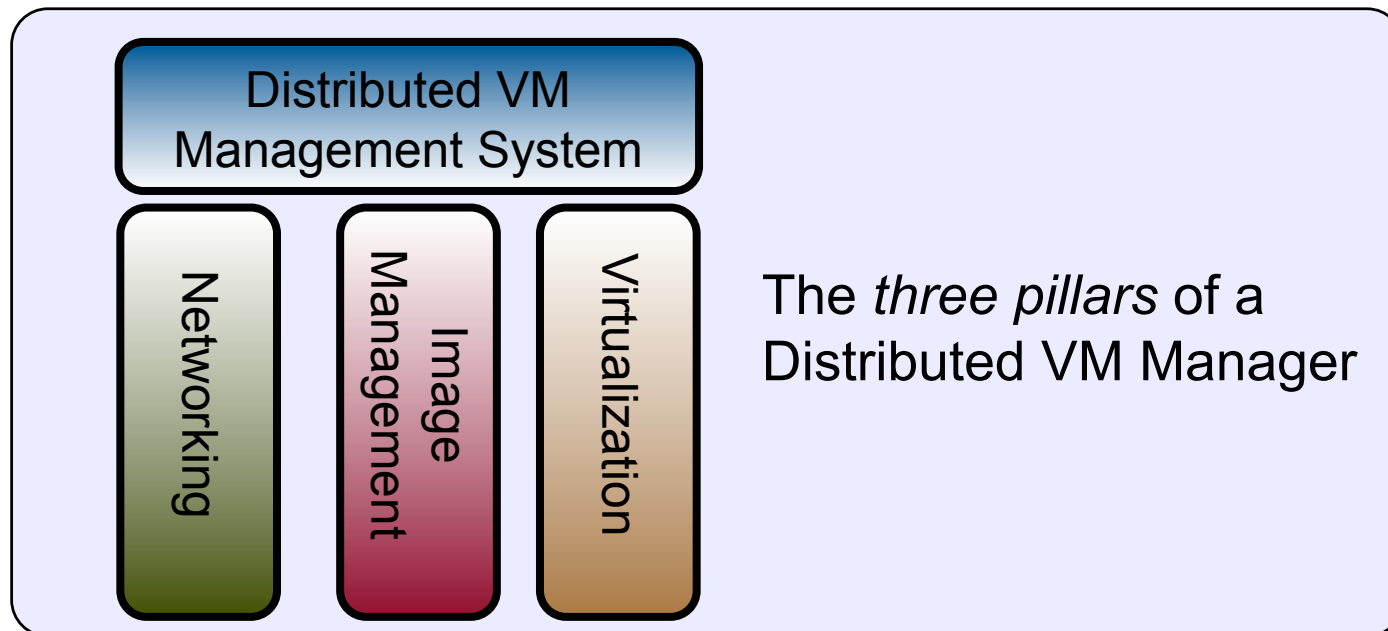 Distributed VM
Management System
Networking
Image
Management
Virtualization
The three pillars of a
Distributed VM Manager